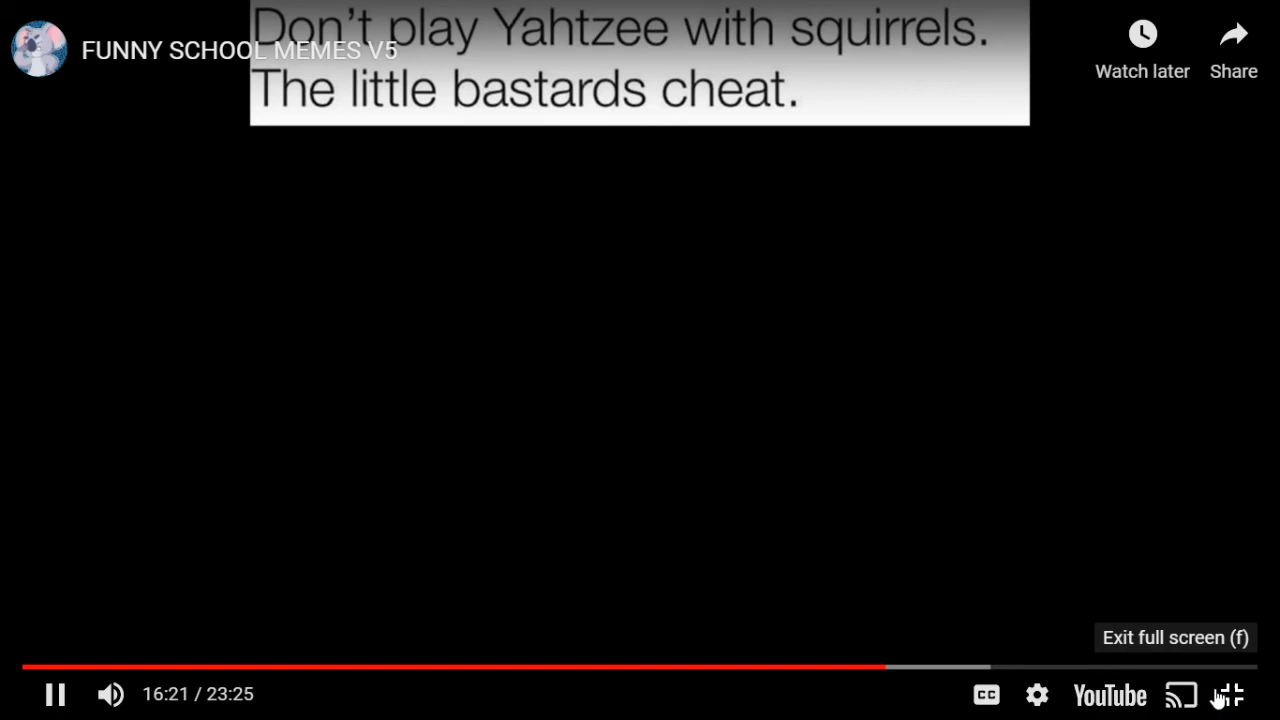 Don't play Yahtzee with squirrels.
FUNNY SCHOOL MEMES V5
Watch later
Share
The little bastards cheat.
Exit full screen (f)
16:21 / 23:25
CC
YouTube